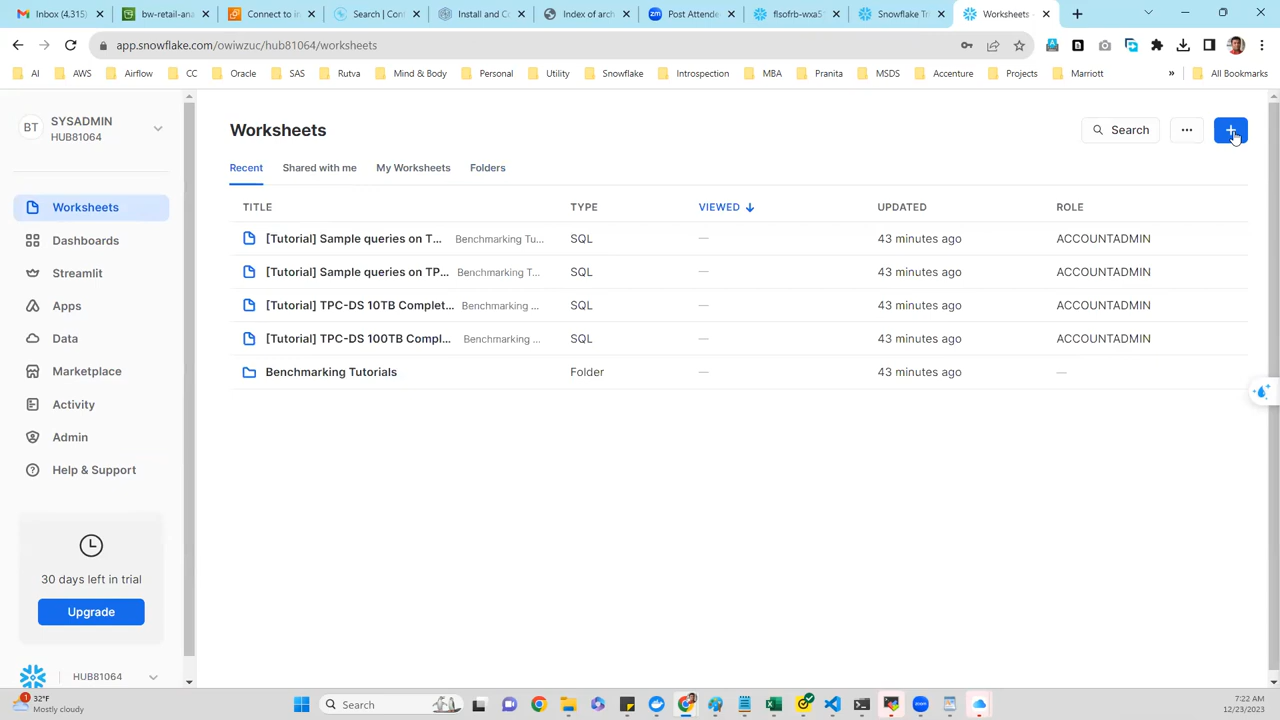 Inbox (4,315)
bw-retail-ana
Connect to in
Search | Con
Install and Co
Index of arch
Post Attende
flsofrb-wxa5
Snowflake Tr
Worksheets
app.snowflake.com/owiwzuc/hub81064/worksheets
AI
AWS
Airflow
CC
Oracle
SAS
Rutva
Mind & Body
Personal
Utility
Snowflake
Introspection
MBA
Pranita
MSDS
Accenture
Projects
Marriott
»
All Bookmarks
BT
SYSADMIN
HUB81064
Worksheets
Dashboards
Streamlit
Apps
Data
Marketplace
Activity
Admin
Help & Support
30 days left in trial
Upgrade
HUB81064
Worksheets
Search
Recent Shared with me My Worksheets Folders
TITLE TYPE VIEWED UPDATED ROLE
[Tutorial] Sample queries on T... Benchmarking Tu... SQL — 43 minutes ago ACCOUNTADMIN
[Tutorial] Sample queries on TP... Benchmarking T... SQL — 43 minutes ago ACCOUNTADMIN
[Tutorial] TPC-DS 10TB Complet... Benchmarking ... SQL — 43 minutes ago ACCOUNTADMIN
[Tutorial] TPC-DS 100TB Compl... Benchmarking ... SQL — 43 minutes ago ACCOUNTADMIN
Benchmarking Tutorials Folder — 43 minutes ago —
1
32°F
Mostly cloudy
Search
7:22 AM
12/23/2023